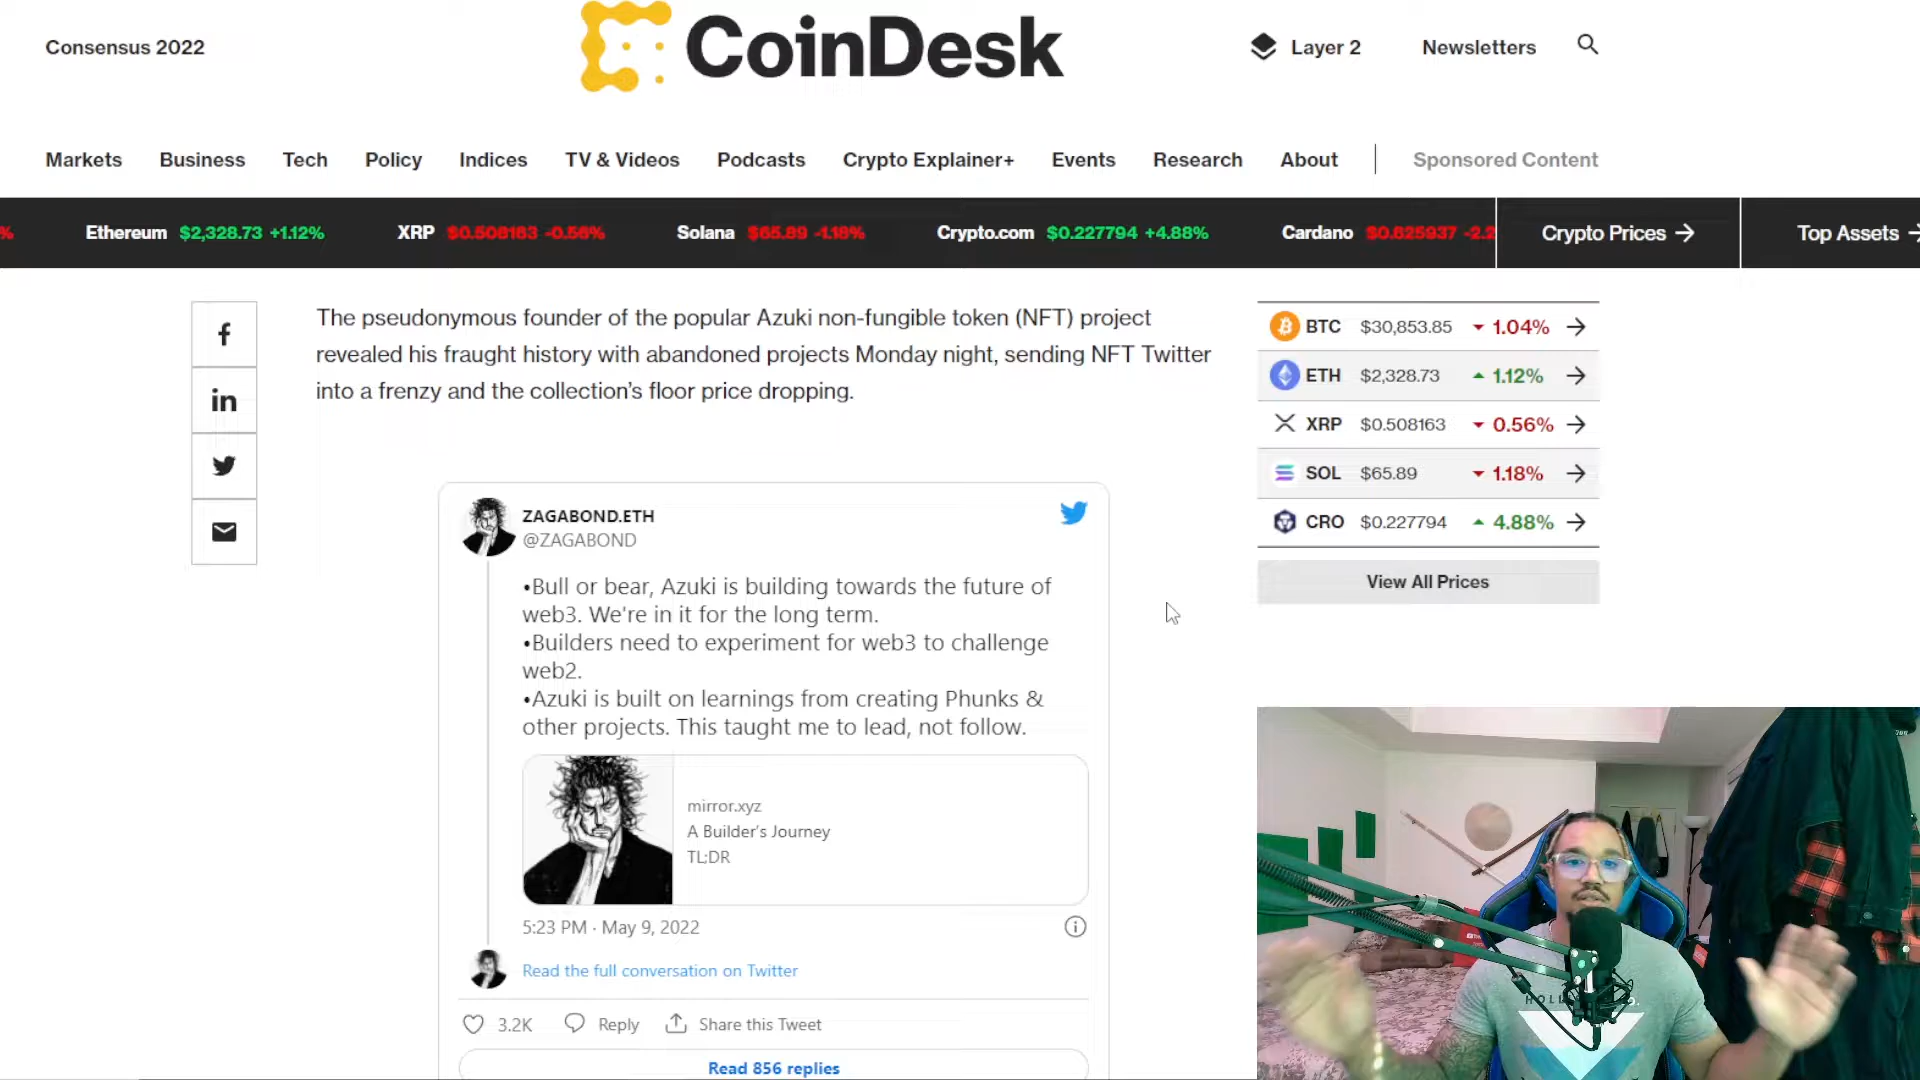 Consensus 2022
CoinDesk
Layer 2
Newsletters
Markets Business Tech Policy Indices TV & Videos Podcasts Crypto Explainer+ Events Research About Sponsored Content
% Ethereum $2,328.73 +1.12% XRP $0.508163 -0.56% Solana $65.89 -1.18% Crypto.com $0.227794 +4.88% Cardano $0.625937 -2.2 Crypto Prices → Top Assets →
The pseudonymous founder of the popular Azuki non-fungible token (NFT) project
revealed his fraught history with abandoned projects Monday night, sending NFT Twitter
into a frenzy and the collection's floor price dropping.
BTC $30,853.85 1.04%
ETH $2,328.73 1.12%
XRP $0.508163 0.56%
SOL $65.89 1.18%
CRO $0.227794 4.88%
View All Prices
ZAGABOND.ETH
@ZAGABOND
•Bull or bear, Azuki is building towards the future of
web3. We're in it for the long term.
•Builders need to experiment for web3 to challenge
web2.
•Azuki is built on learnings from creating Phunks &
other projects. This taught me to lead, not follow.
mirror.xyz
A Builder's Journey
TL;DR
5:23 PM · May 9, 2022
Read the full conversation on Twitter
3.2K Reply Share this Tweet
Read 856 replies